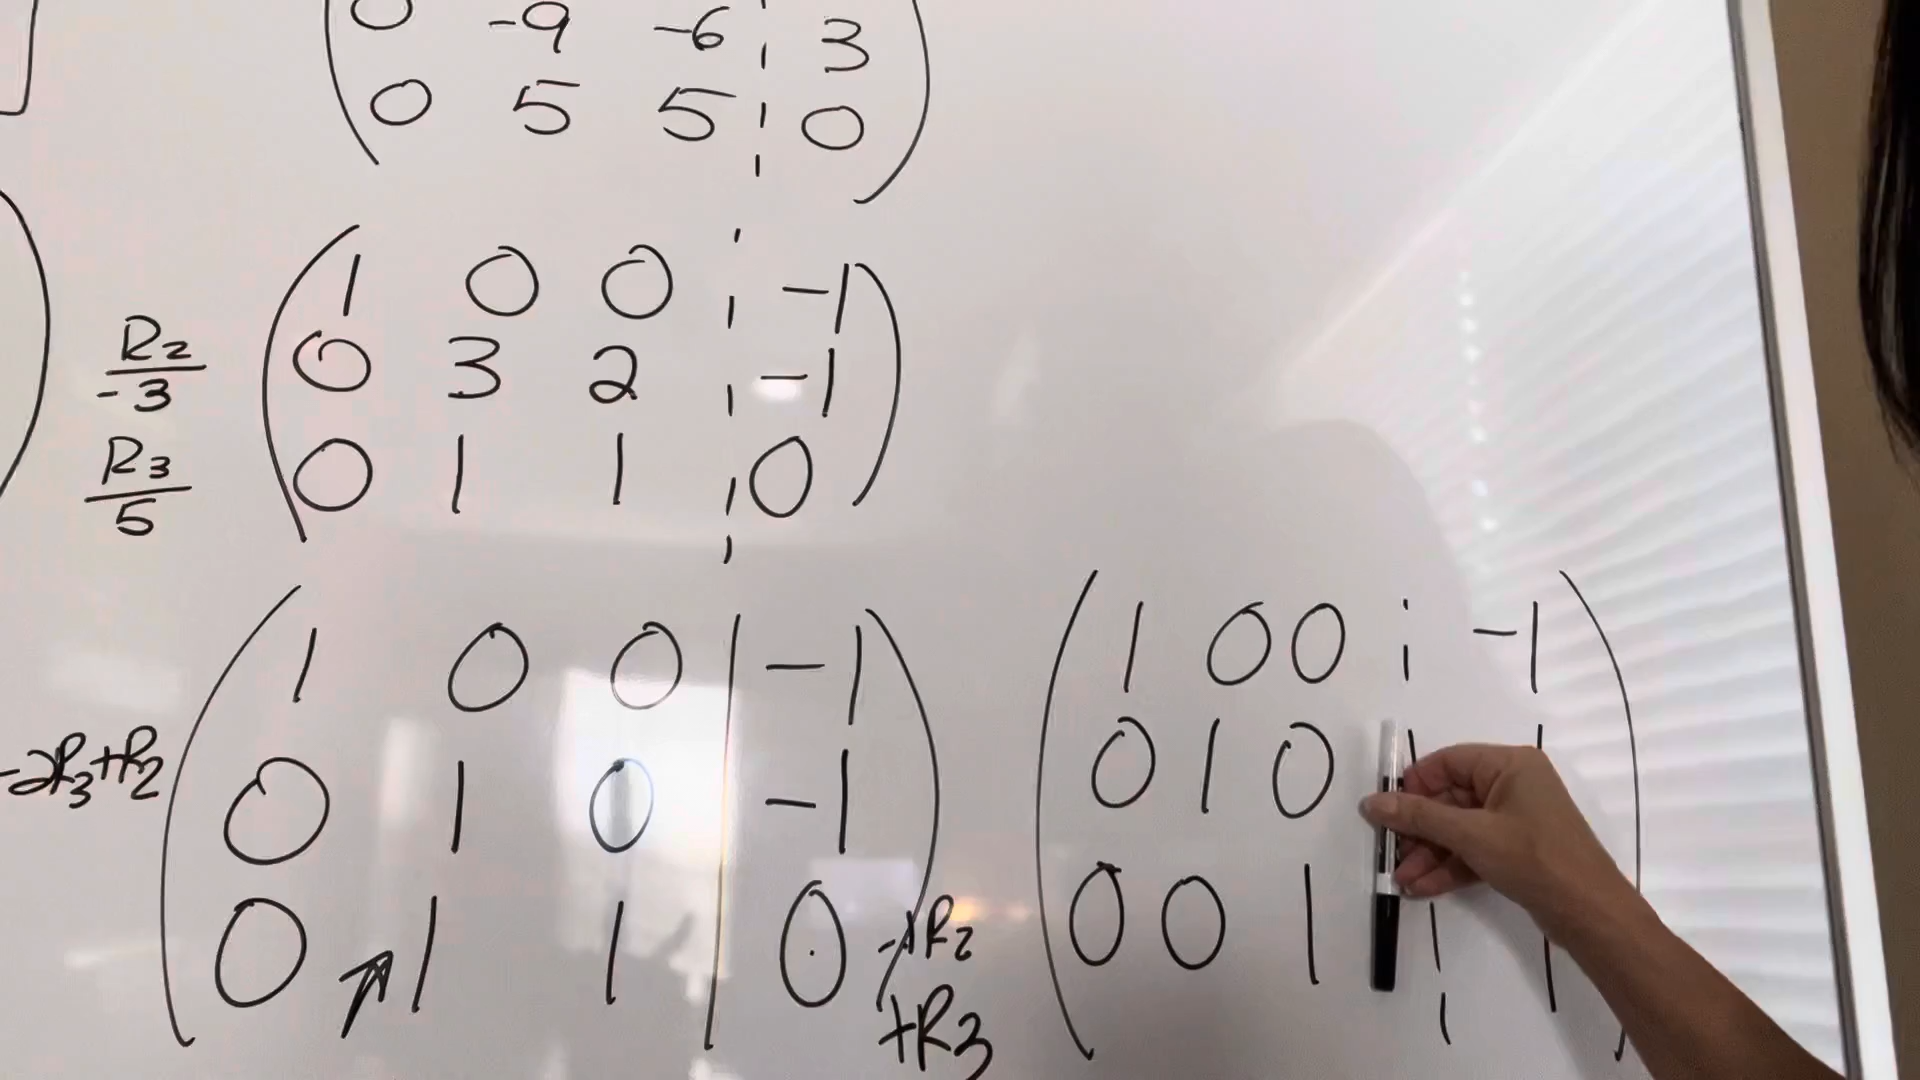 0 -9 -6 ¦ 3
0 5 5 ¦ 0
1 0 0 ¦ -1
R2/-3 0 3 2 ¦ -1
R3/5 0 1 1 ¦ 0
1 0 0 | -1
-2R3+R2 0 1 0 | -1
0 1 1 | 0 -1R2
+R3
1 0 0 ¦ -1
0 1 0 ¦
0 0 1 ¦ 1